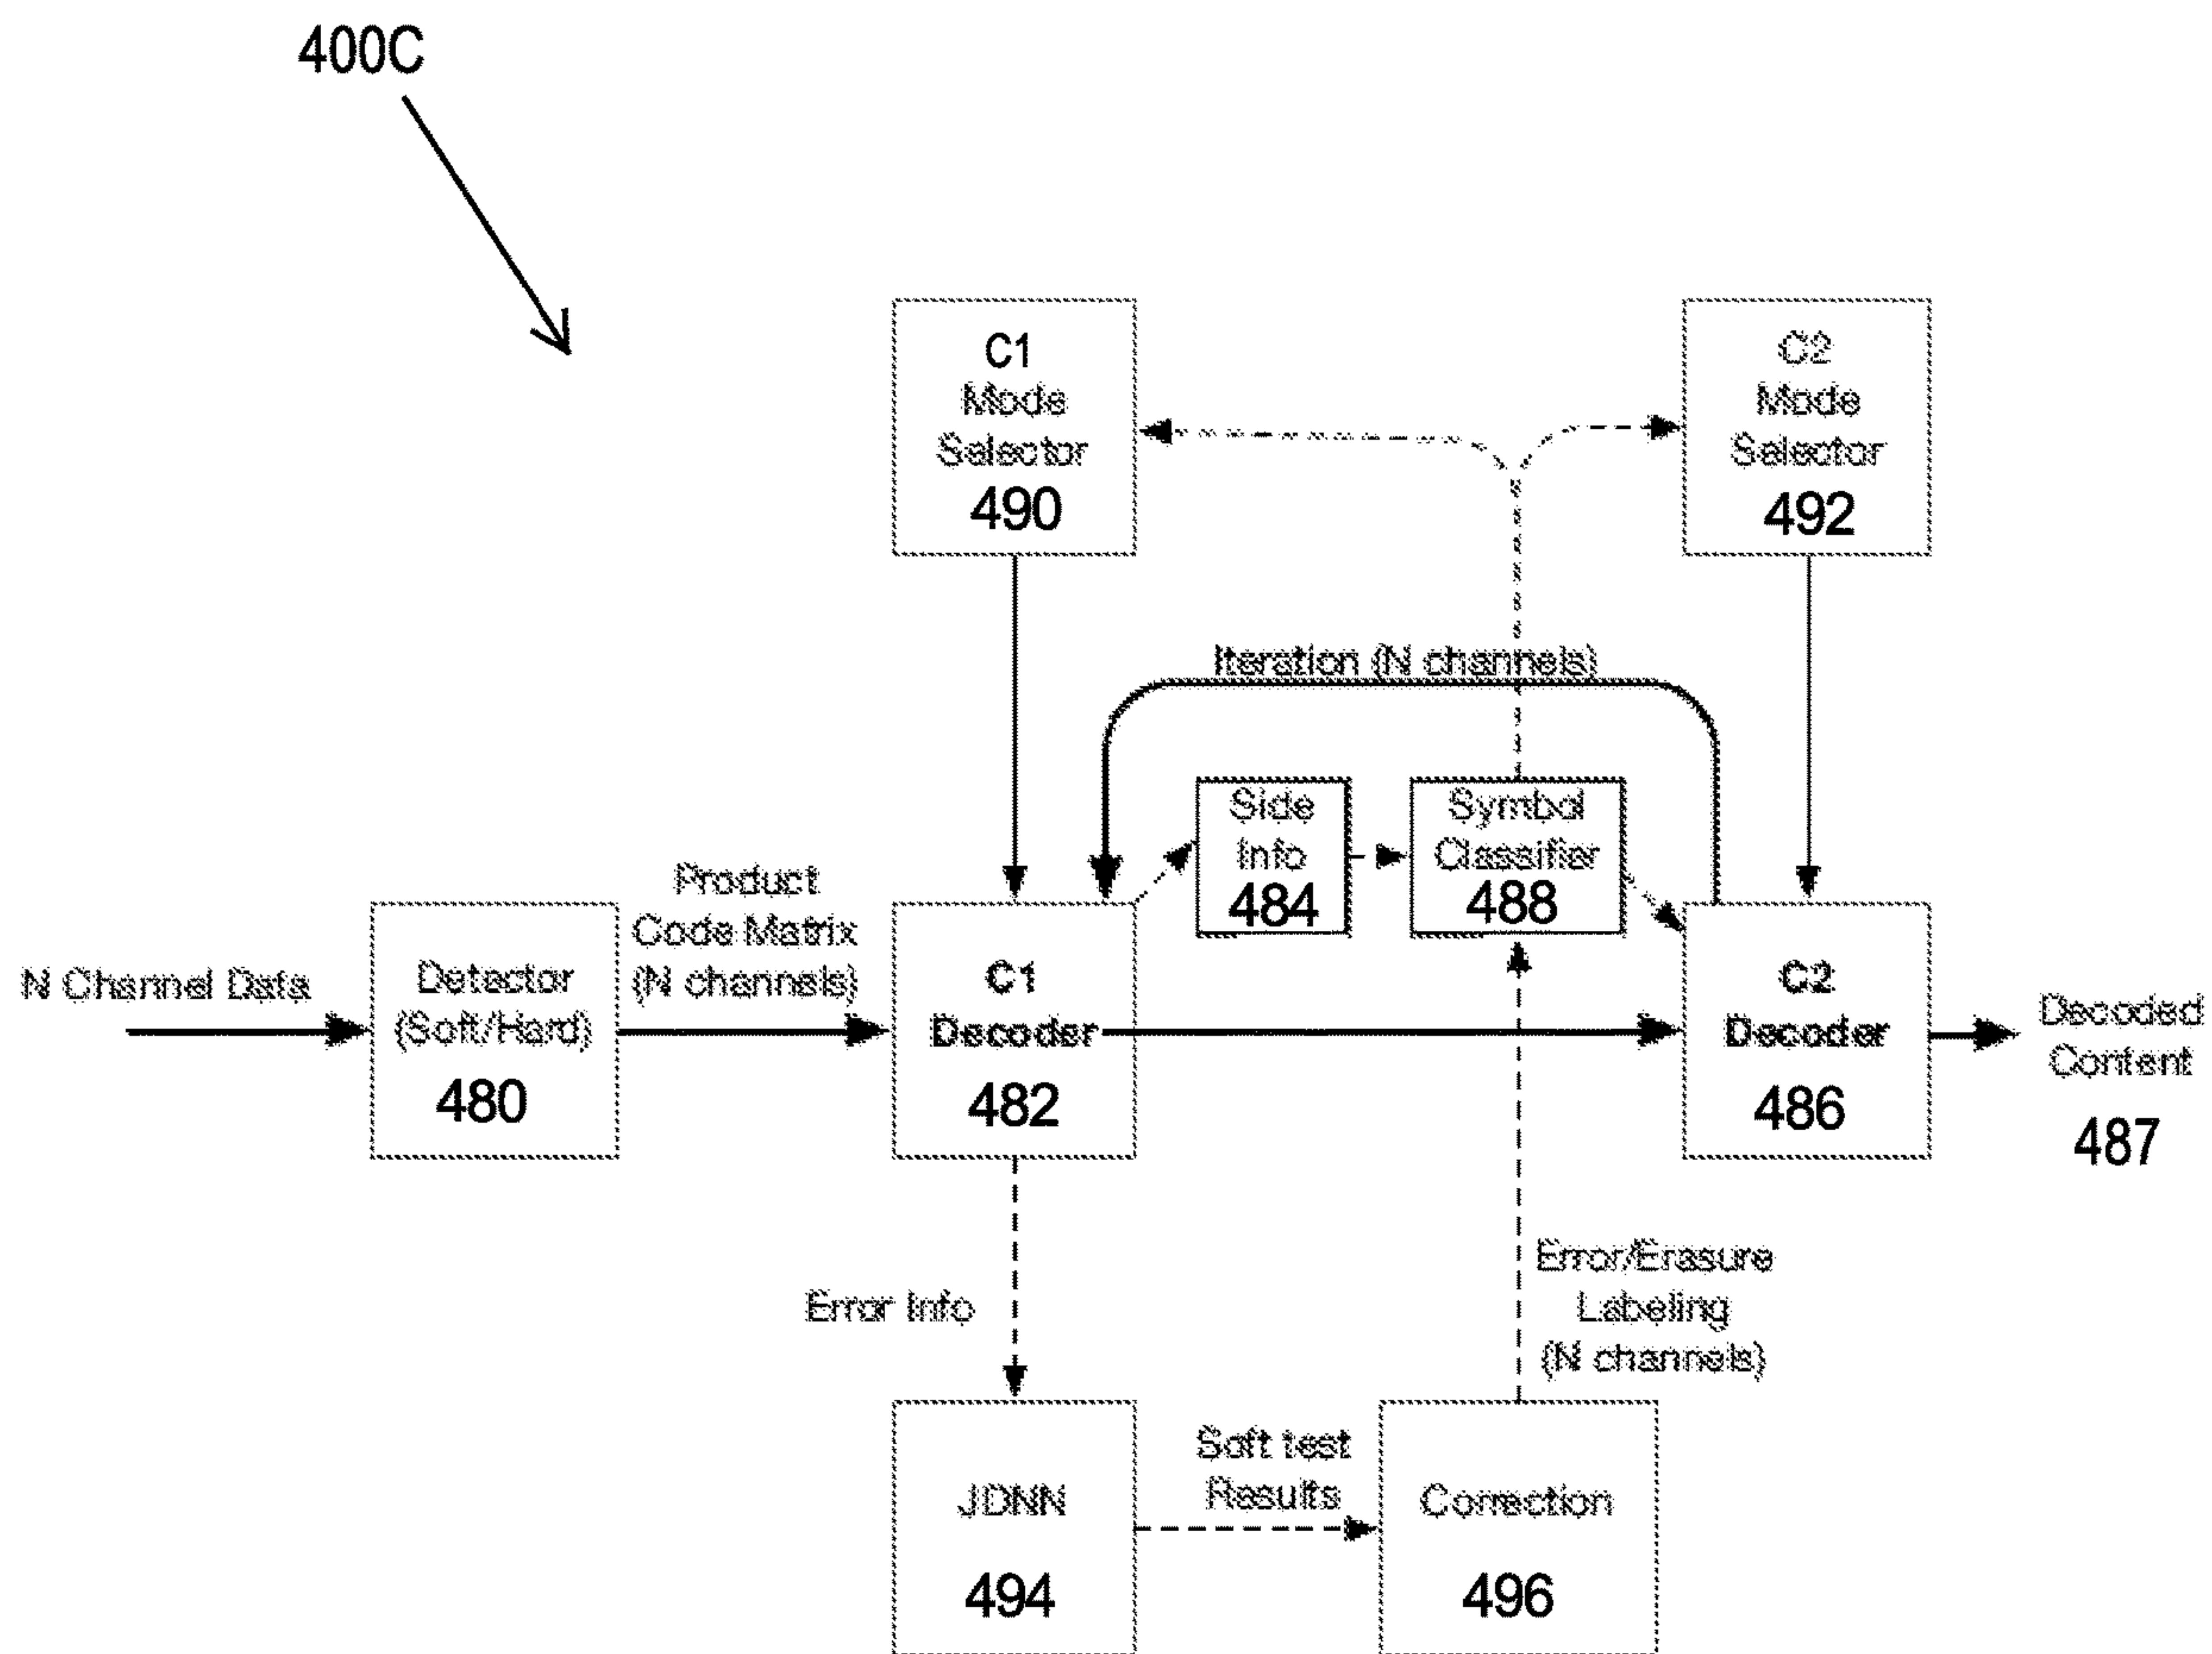 400C
C1
Mode
Selector
490
C2
Mode
Selector
492
Iteration (N channels)
Side
Info
484
Symbol
Classifier
488
Product
Code Matrix
(N channels)
N Channel Data
Detector
(Soft/Hard)
480
C1
Decoder
482
C2
Decoder
486
Decoded
Content
487
Error Info
Error/Erasure
Labeling
(N channels)
JDNN
494
Soft test
Results
Correction
496